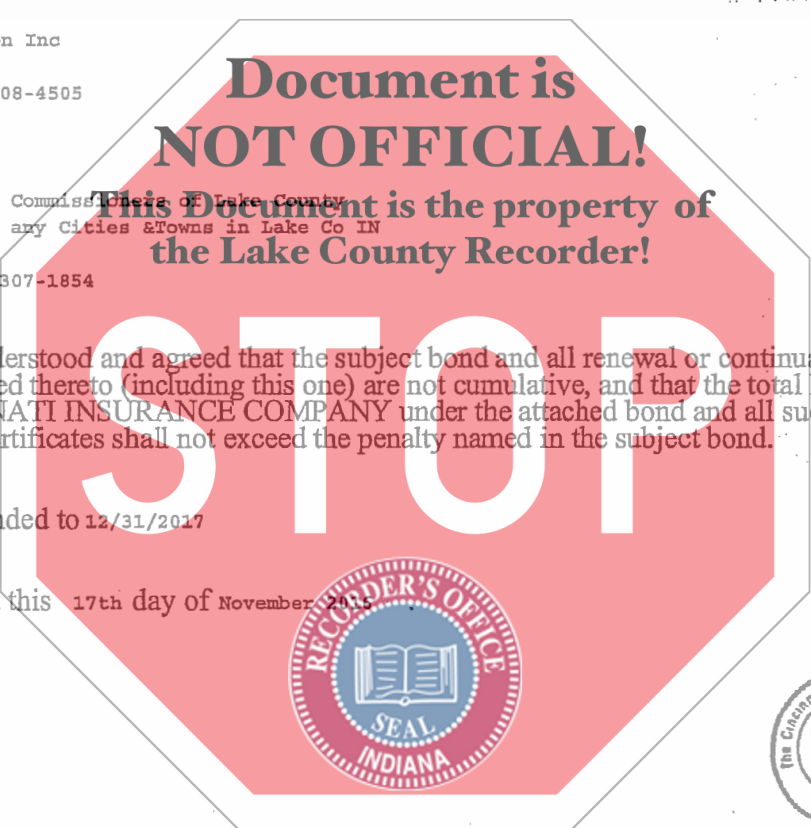 n Inc
Document is
08-4505
NOT OFFICIAL!
Commissioners of Lake County
This Document is the property of
any Cities &Towns in Lake Co IN
the Lake County Recorder!
307-1854
STOP
derstood and agreed that the subject bond and all renewal or continua
ed thereto (including this one) are not cumulative, and that the total
NATI INSURANCE COMPANY under the attached bond and all su
rtificates shall not exceed the penalty named in the subject bond.
nded to 12/31/2017
this 17th day of November
RECORDER'S OFFICE
SEAL
INDIANA
The Cincin